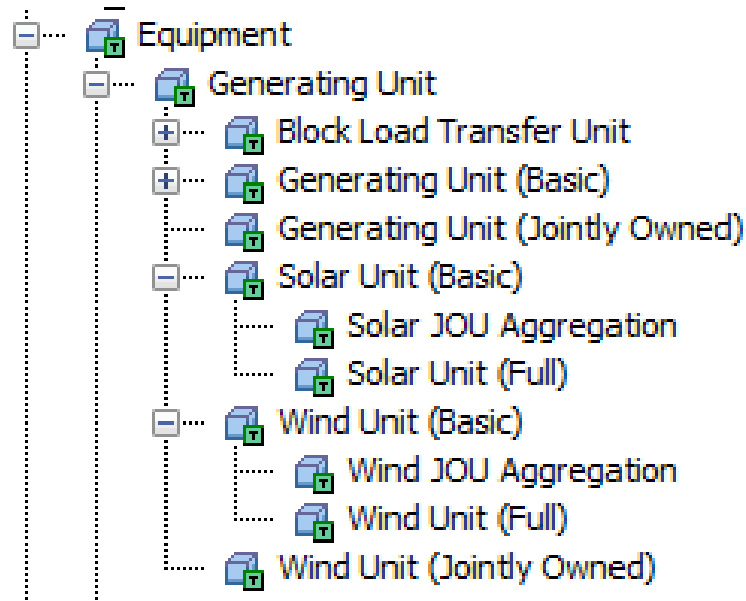 Equipment
Generating Unit
Block Load Transfer Unit
Generating Unit (Basic)
Generating Unit (Jointly Owned)
Solar Unit (Basic)
Solar JOU Aggregation
Solar Unit (Full)
Wind Unit (Basic)
Wind JOU Aggregation
Wind Unit (Full)
Wind Unit (Jointly Owned)